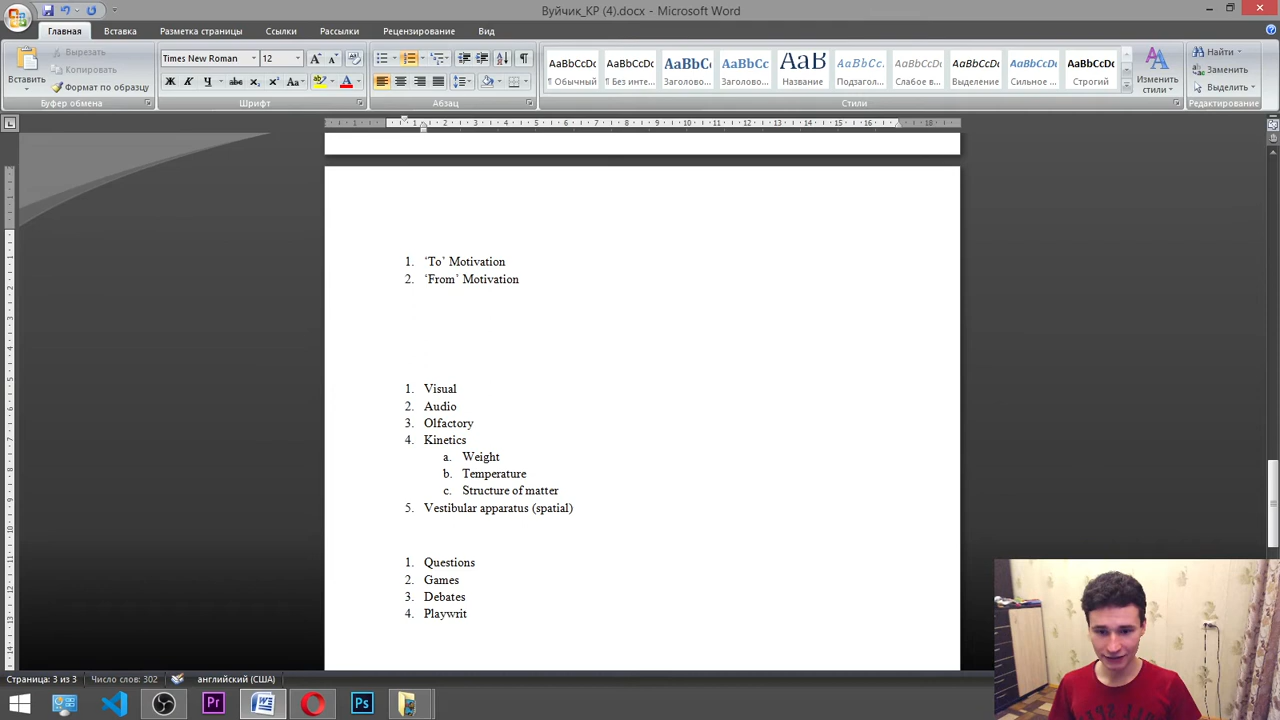 Вуйчик_КР (4).docx - Microsoft Word
Главная Вставка Разметка страницы Ссылки Рассылки Рецензирование Вид
Вставить
Вырезать
Копировать
Формат по образцу
Буфер обмена
Times New Roman 12
Шрифт
Абзац
AaBbCcDc AaBbCcDc AaBbCc AaBbCc AaB AaBbCc. AaBbCcDc AaBbCcDc AaBbCcDc AaBbCcDc
¶ Обычный ¶ Без инте... Заголово... Заголово... Название Подзагол... Слабое в... Выделение Сильное ... Строгий
Стили
Изменить стили
Найти
Заменить
Выделить
Редактирование
1. ‘To’ Motivation
2. ‘From’ Motivation
1. Visual
2. Audio
3. Olfactory
4. Kinetics
a. Weight
b. Temperature
c. Structure of matter
5. Vestibular apparatus (spatial)
1. Questions
2. Games
3. Debates
4. Playwrit
Страница: 3 из 3 Число слов: 302 английский (США)
Pr W Ps